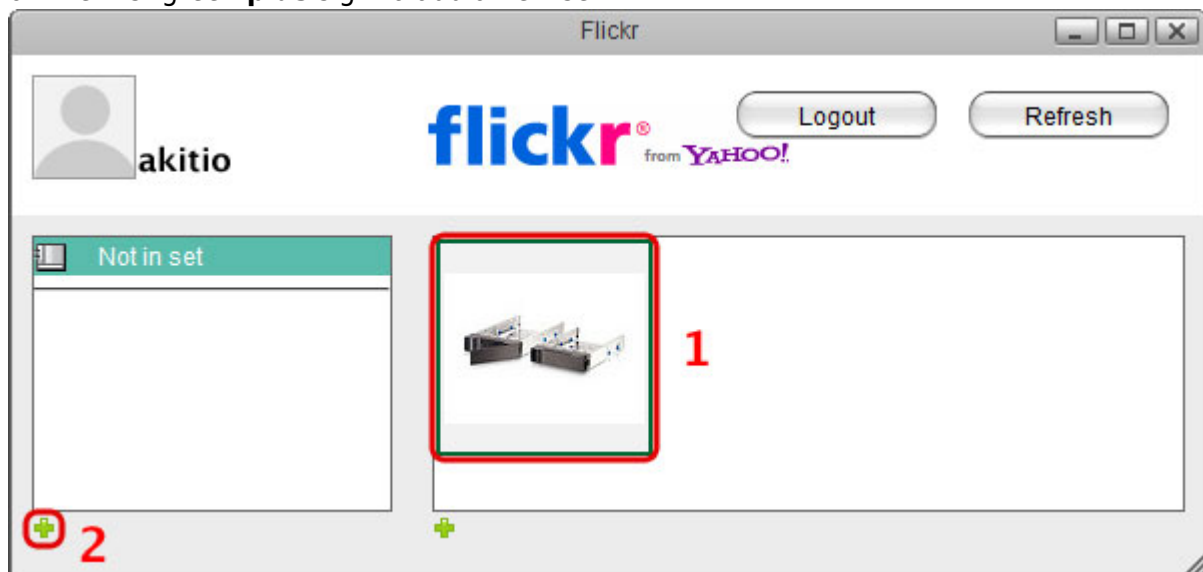 Flickr
akitio
flickr® from YAHOO!
Logout
Refresh
Not in set
1
2